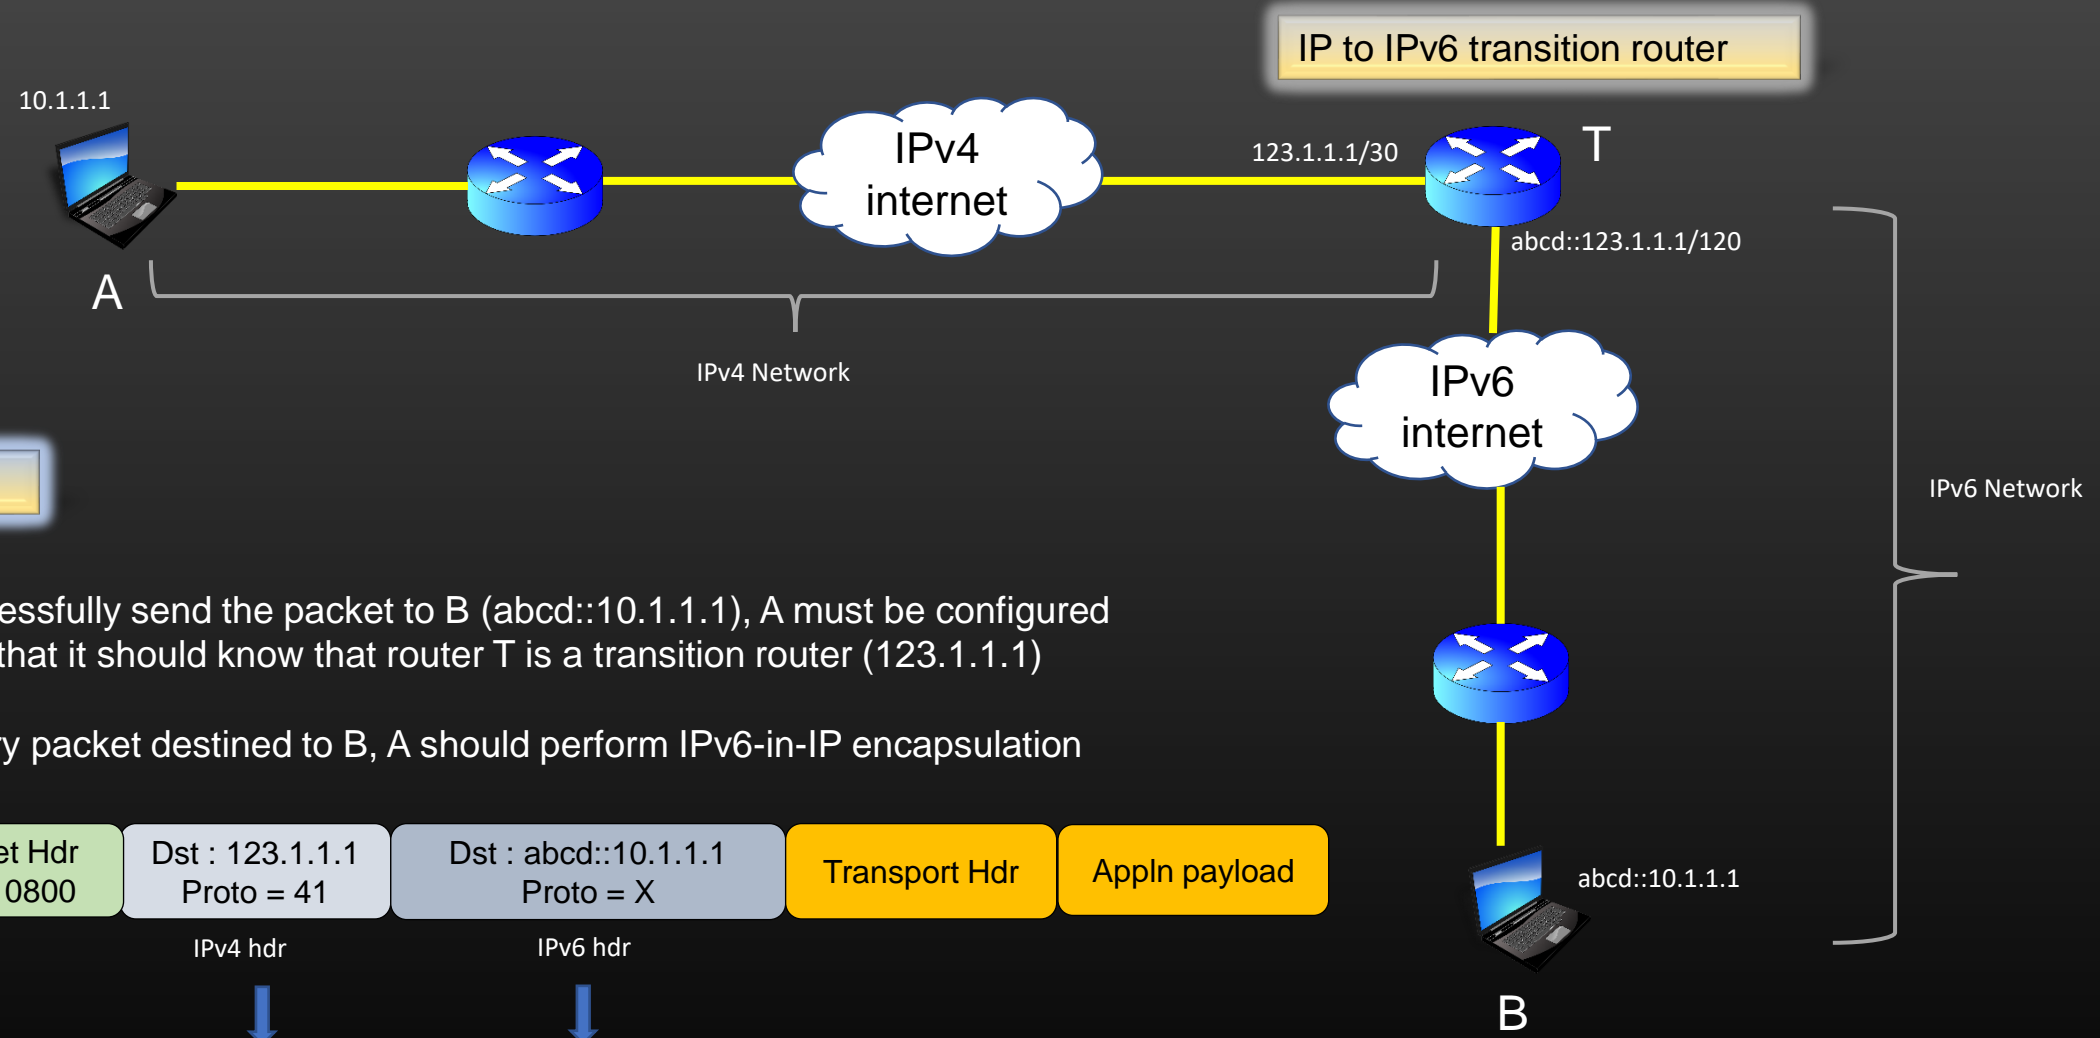 IP to IPv6 transition router
10.1.1.1
IPv4
internet
123.1.1.1/30
T
abcd::123.1.1.1/120
A
IPv4 Network
IPv6
internet
IPv6 Network
essfully send the packet to B (abcd::10.1.1.1), A must be configured
that it should know that router T is a transition router (123.1.1.1)
ry packet destined to B, A should perform IPv6-in-IP encapsulation
et Hdr
0800
Dst : 123.1.1.1
Proto = 41
Dst : abcd::10.1.1.1
Proto = X
Transport Hdr
Appln payload
abcd::10.1.1.1
IPv4 hdr
IPv6 hdr
B